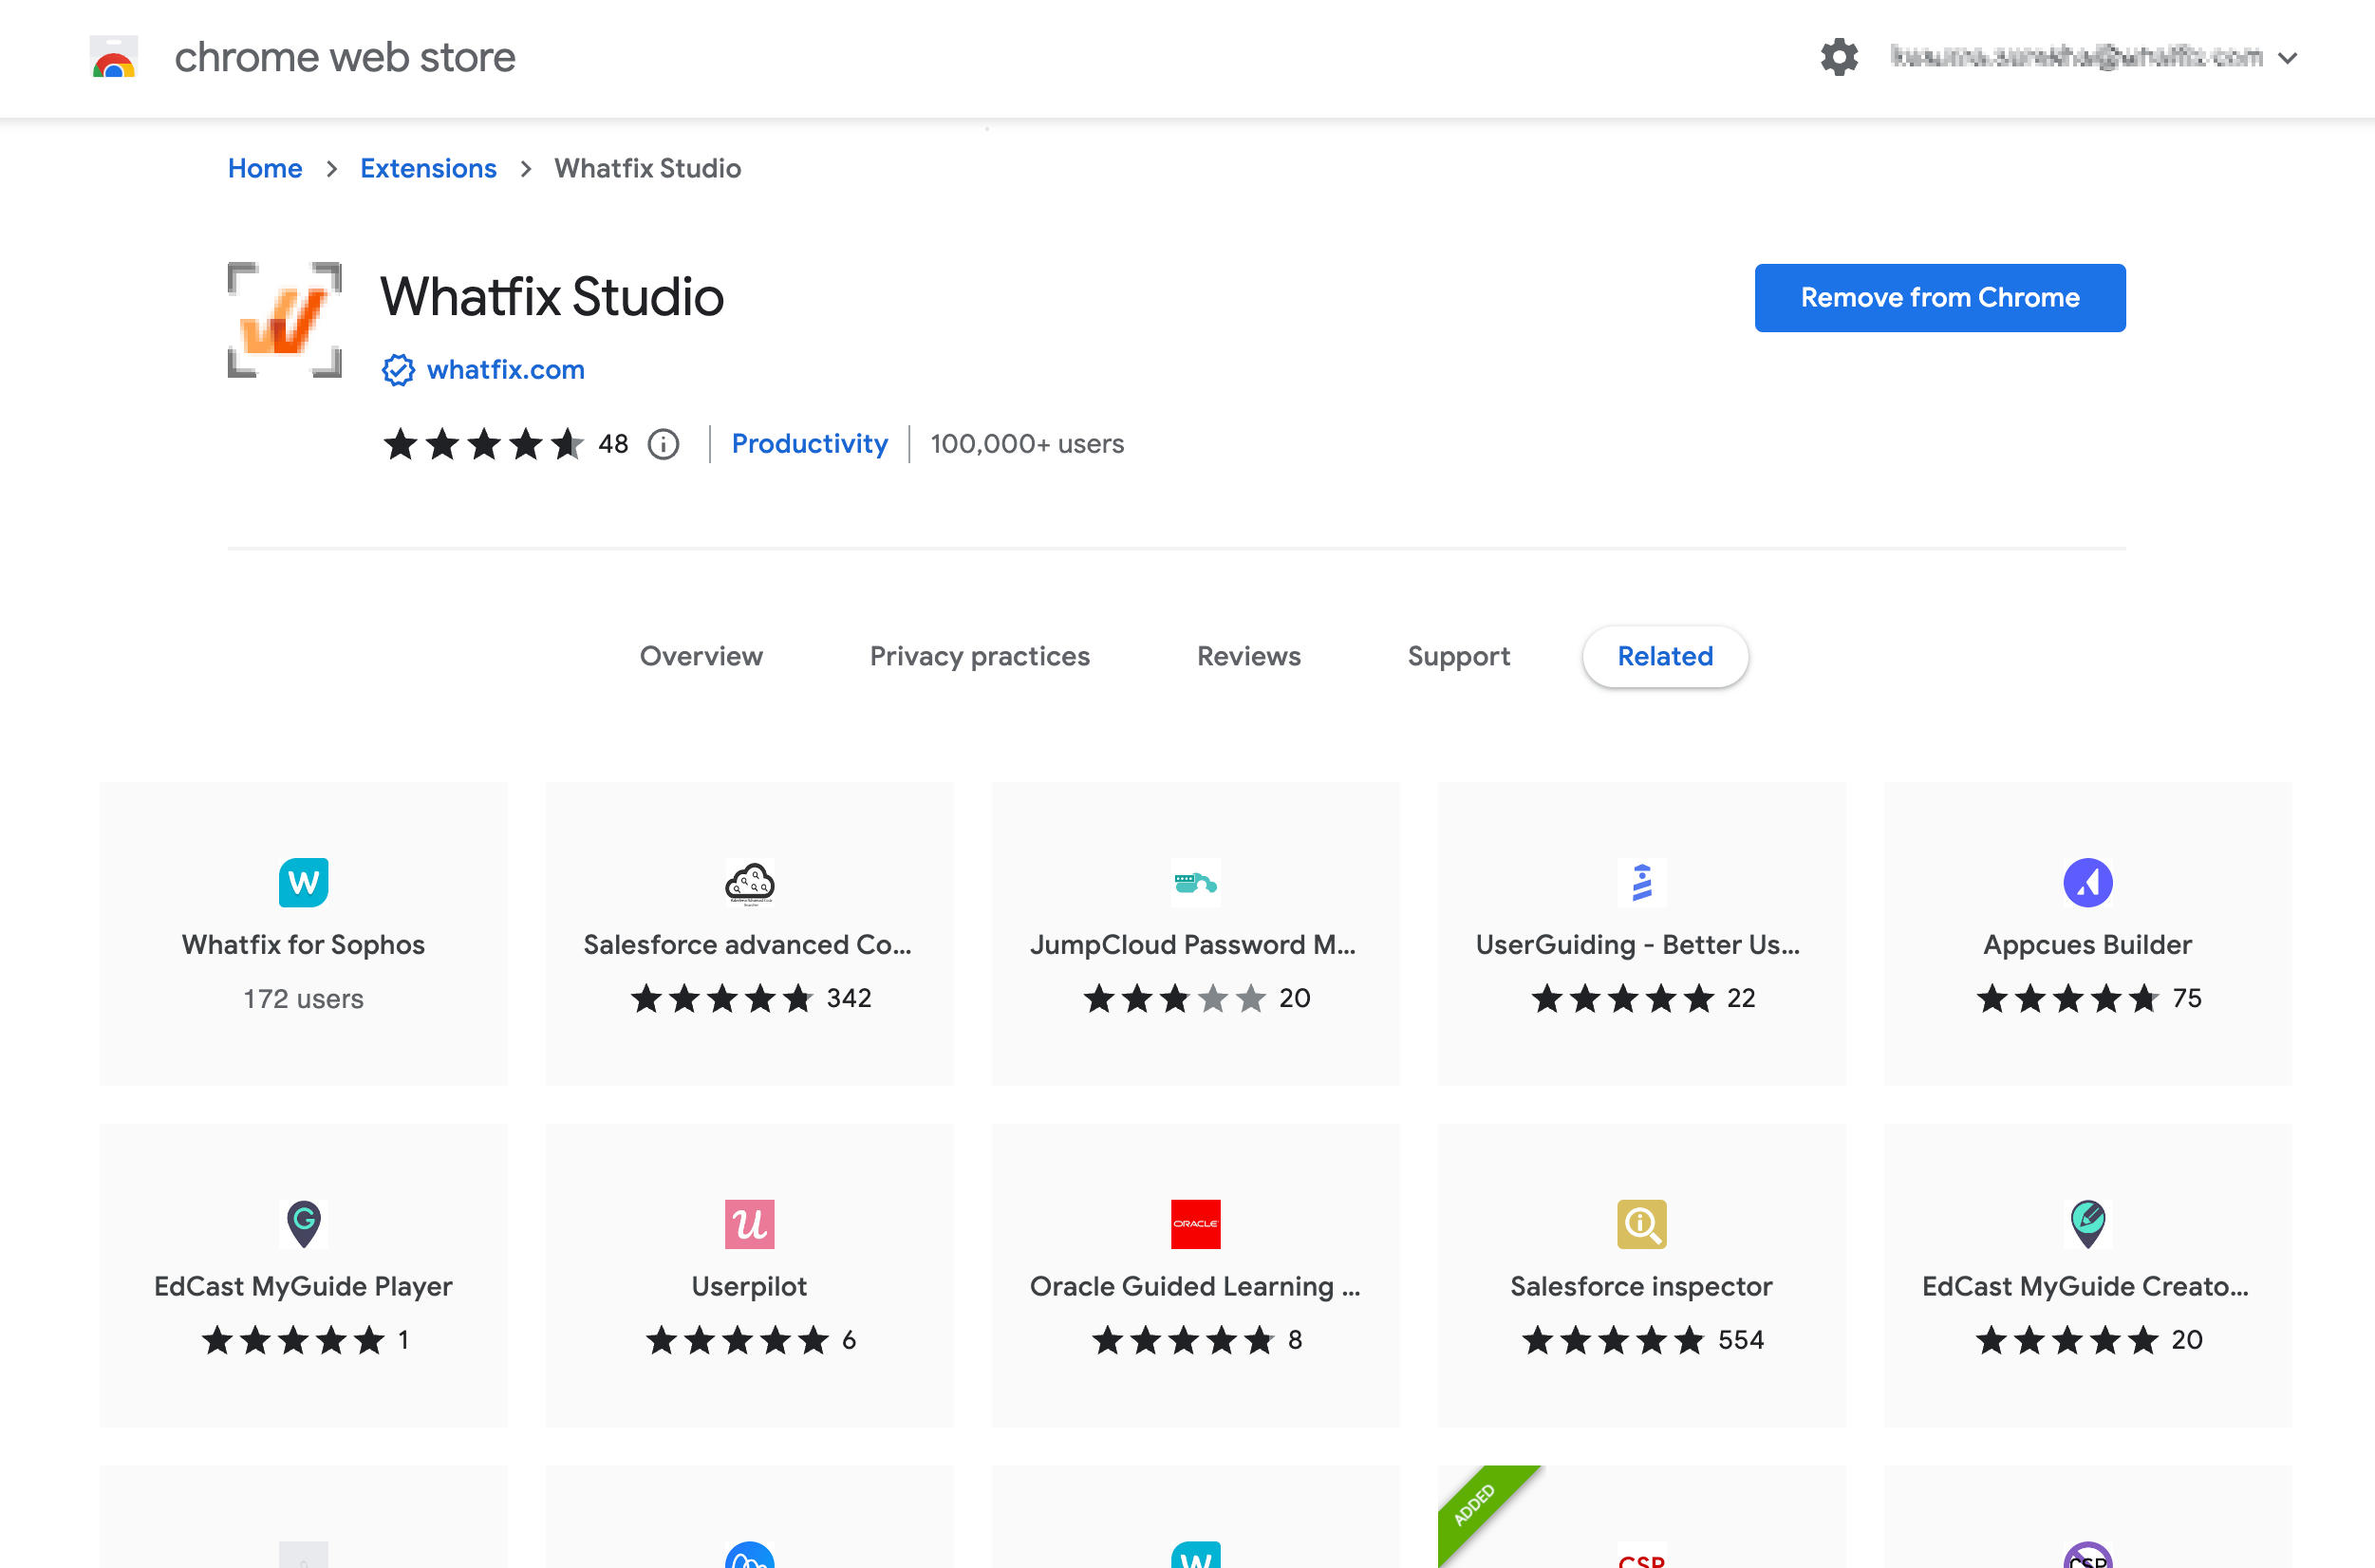 chrome web store
Home > Extensions > Whatfix Studio
Whatfix Studio
Remove from Chrome
whatfix.com
48 | Productivity | 100,000+ users
Overview Privacy practices Reviews Support Related
W
Whatfix for Sophos
172 users
Salesforce advanced Co...
342
JumpCloud Password M...
20
UserGuiding - Better Us...
22
Appcues Builder
75
G
EdCast MyGuide Player
1
u
Userpilot
6
ORACLE
Oracle Guided Learning ...
8
Salesforce inspector
554
EdCast MyGuide Creato...
20
W
ADDED
CSP
CSP